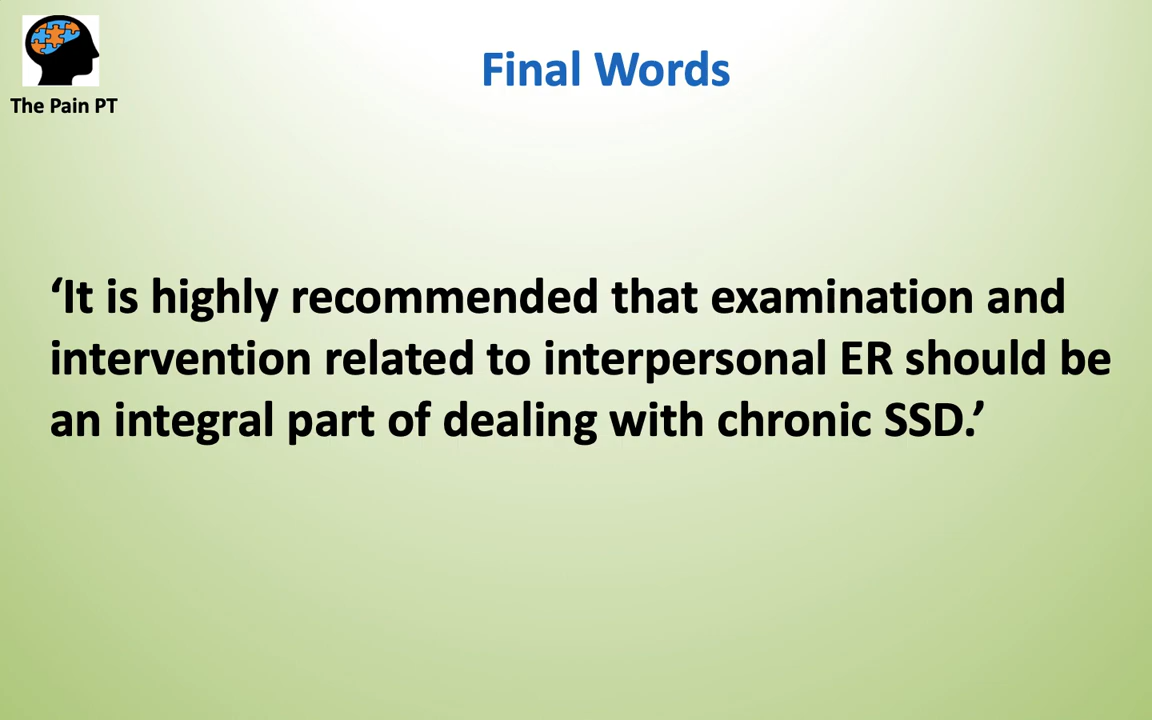 The Pain PT
Final Words
‘It is highly recommended that examination and
intervention related to interpersonal ER should be
an integral part of dealing with chronic SSD.’